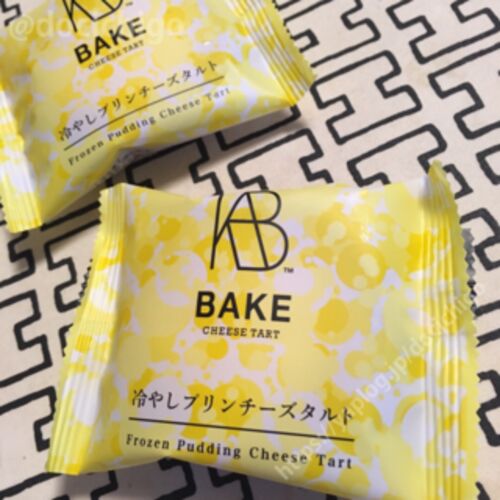 BAKE
CHEESE TART
冷やしプリンチーズタルト
Frozen Pudding Cheese Tart
KAB
™
BAKE
CHEESE TART
冷やしプリンチーズタルト
Frozen Pudding Cheese Tart